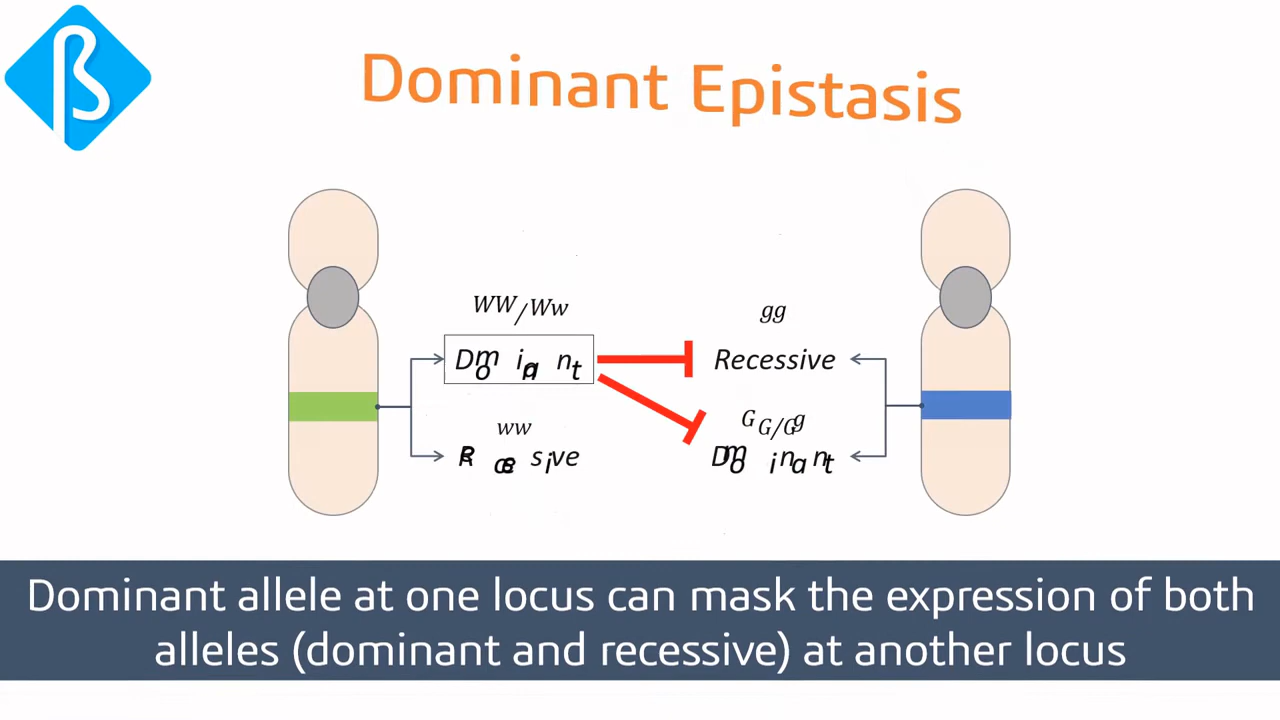 Dominant Epistasis
WW/Ww
gg
Dominant
Recessive
ww
GG/Gg
Recessive
Dominant
Dominant allele at one locus can mask the expression of both
alleles (dominant and recessive) at another locus